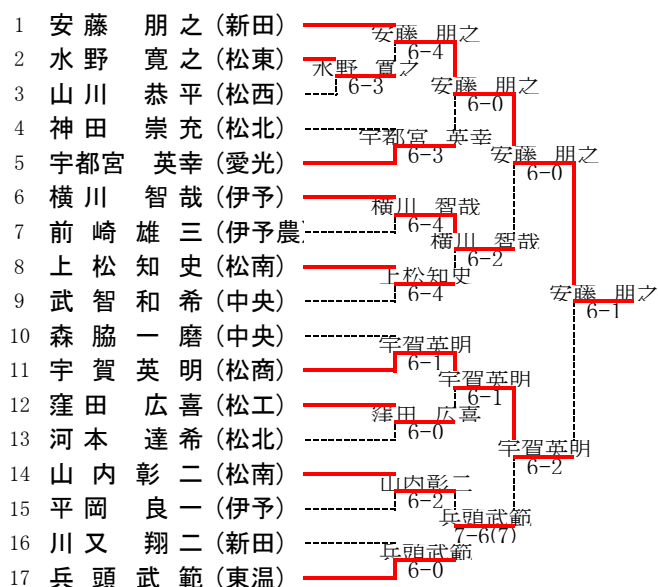 1 安藤 朋之（新田）
2 水野 寛之（松東）
3 山川 恭平（松西）
4 神田 崇充（松北）
5 宇都宮 英幸（愛光）
6 横川 智哉（伊予）
7 前崎雄三（伊予農）
8 上松知史（松南）
9 武智和希（中央）
10 森脇一磨（中央）
11 宇賀英明（松商）
12 窪田 広喜（松工）
13 河本 達希（松北）
14 山内彰二（松南）
15 平岡 良一（伊予）
16 川又 翔二（新田）
17 兵頭武範（東温）
安藤 朋之
6-4
水野 寛之
6-3
宇都宮 英幸
6-3
横川 智哉
6-4
上松知史
6-4
宇賀英明
6-1
窪田 広喜
6-0
山内彰二
6-2
兵頭武範
6-0
安藤 朋之
6-0
横川 智哉
6-2
宇賀英明
6-1
兵頭武範
7-6(7)
安藤 朋之
6-0
宇賀英明
6-2
安藤 朋之
6-1